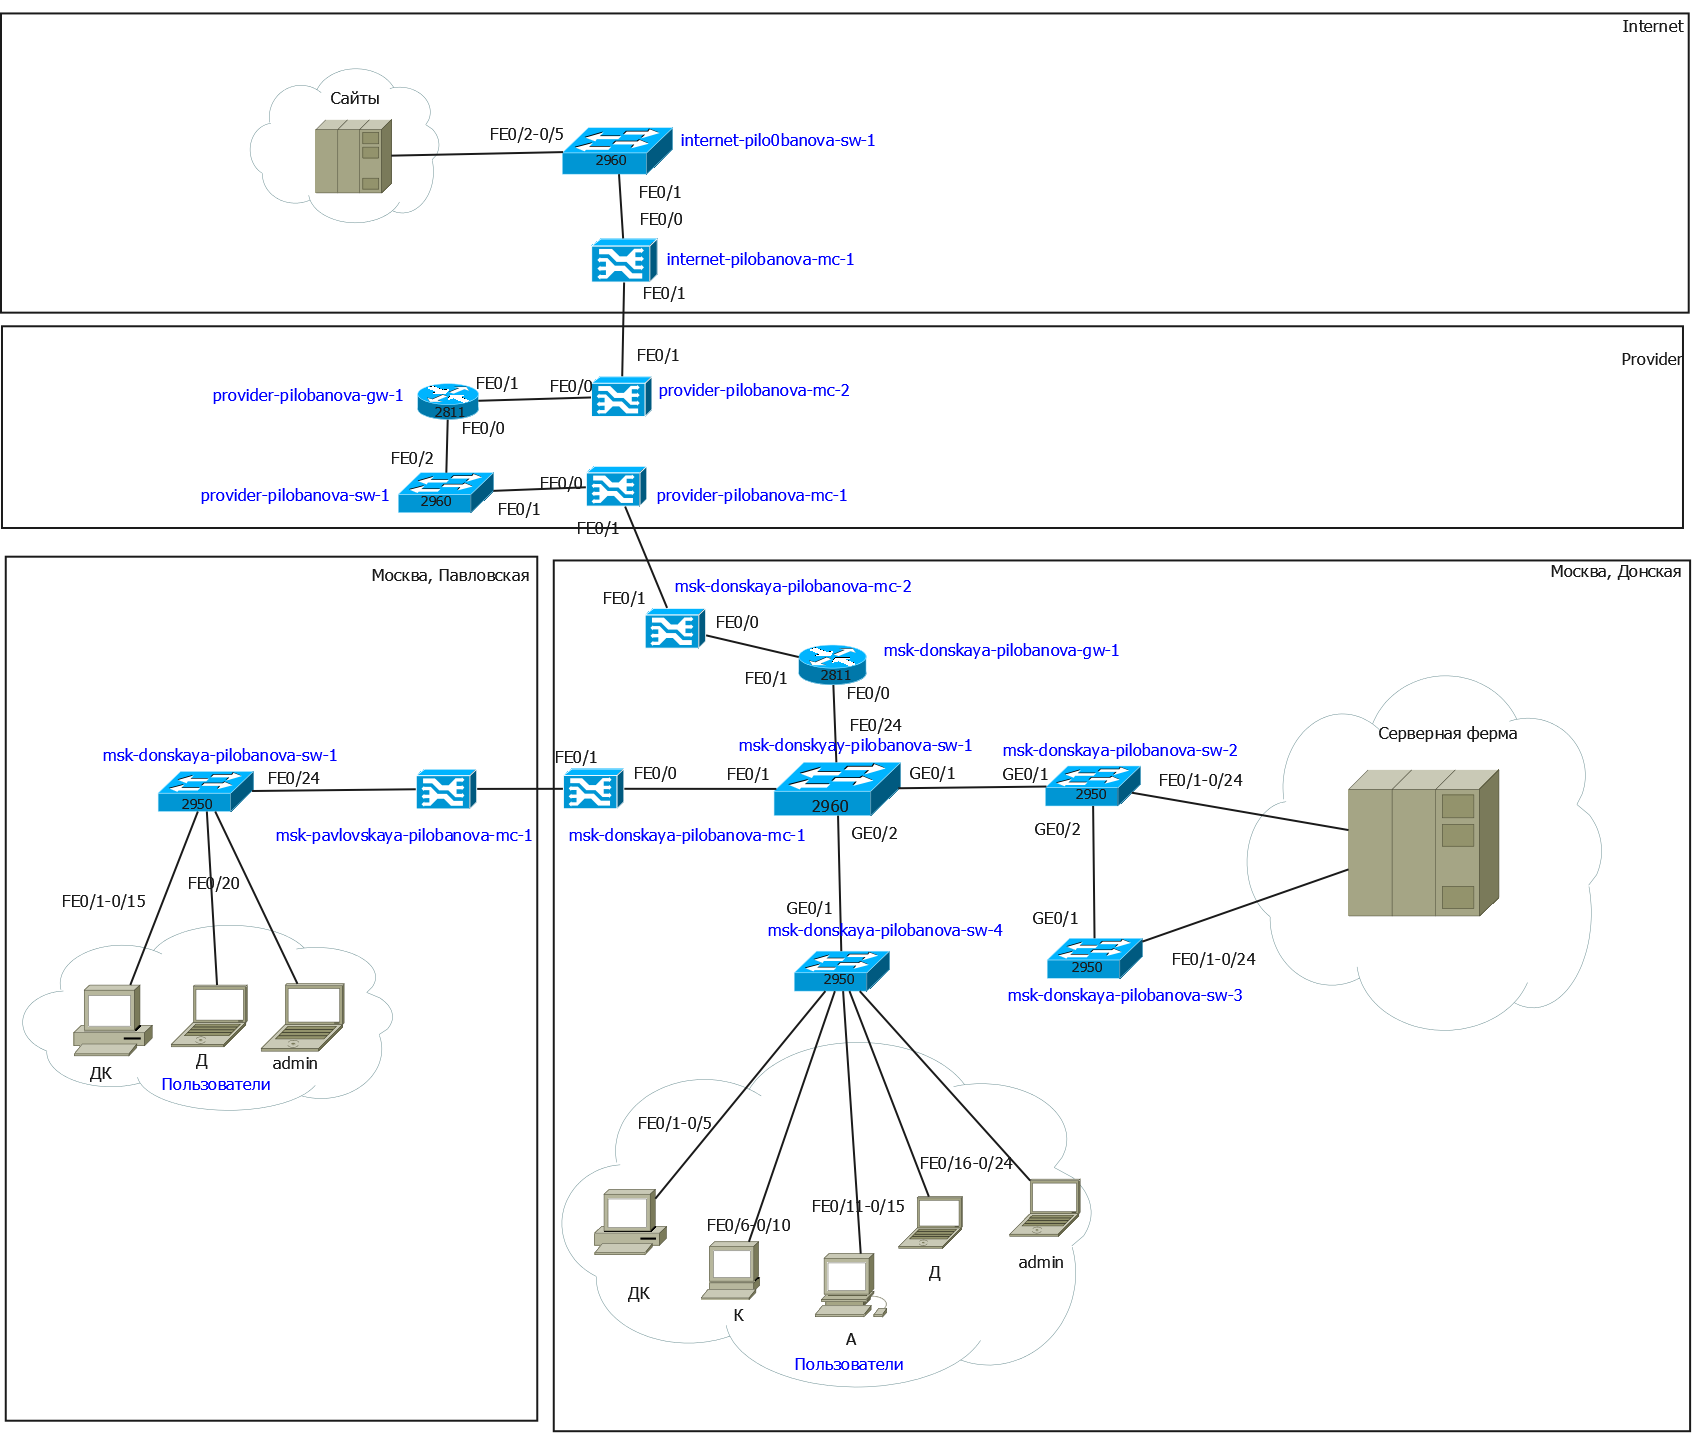 Internet
Сайты
FE0/2-0/5
internet-pilo0banova-sw-1
2960
FE0/1
FE0/0
internet-pilobanova-mc-1
FE0/1
Provider
FE0/1
provider-pilobanova-gw-1
FE0/1
FE0/0
provider-pilobanova-mc-2
2811
FE0/0
FE0/2
provider-pilobanova-sw-1
2960
FE0/0
provider-pilobanova-mc-1
FE0/1
FE0/1
Москва, Павловская
msk-donskaya-pilobanova-sw-1
FE0/24
2950
msk-pavlovskaya-pilobanova-mc-1
FE0/20
FE0/1-0/15
ДК
Д
admin
Пользователи
Москва, Донская
msk-donskaya-pilobanova-mc-2
FE0/1
FE0/0
msk-donskaya-pilobanova-gw-1
FE0/1
2811
FE0/0
FE0/24
msk-donskyay-pilobanova-sw-1
FE0/1
FE0/0
FE0/1
2960
GE0/1
msk-donskaya-pilobanova-mc-1
GE0/2
msk-donskaya-pilobanova-sw-2
GE0/1
2950
FE0/1-0/24
GE0/2
Серверная ферма
GE0/1
2950
FE0/1-0/24
msk-donskaya-pilobanova-sw-3
GE0/1
msk-donskaya-pilobanova-sw-4
2950
FE0/1-0/5
FE0/16-0/24
FE0/11-0/15
FE0/6-0/10
ДК
К
А
Д
admin
Пользователи